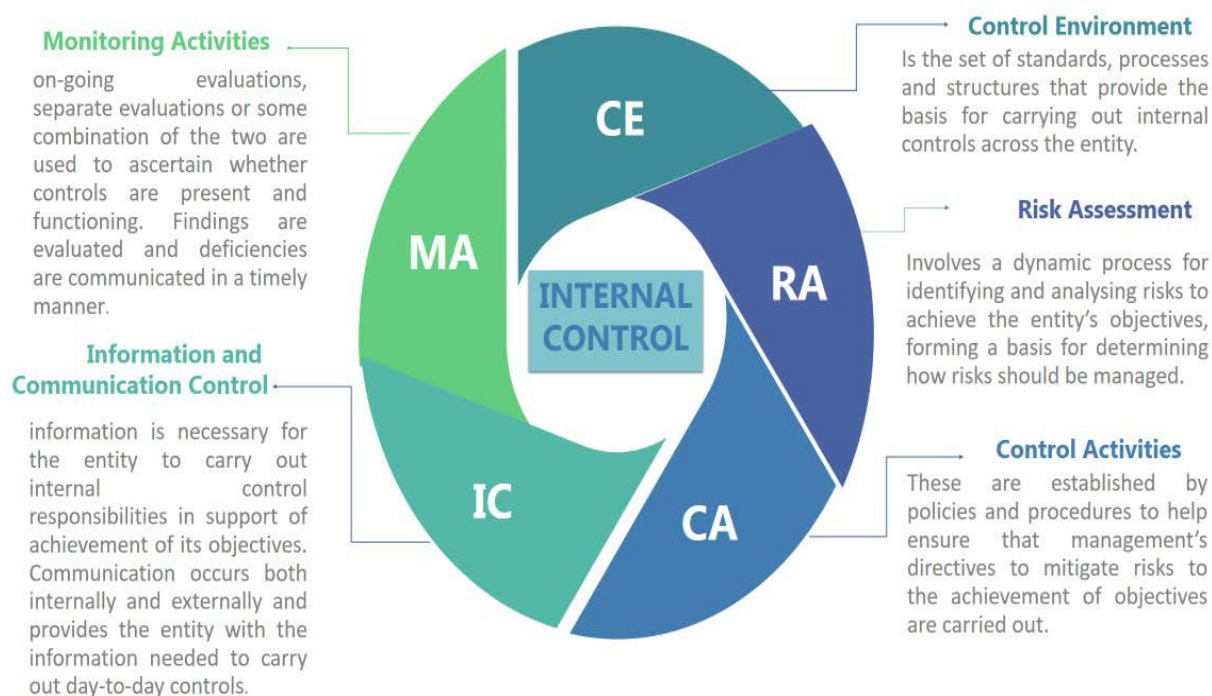 Monitoring Activities
on-going evaluations,
separate evaluations or some
combination of the two are
used to ascertain whether
controls are present and
functioning. Findings are
evaluated and deficiencies
are communicated in a timely
manner.
Information and
Communication Control
information is necessary for
the entity to carry out
internal control
responsibilities in support of
achievement of its objectives.
Communication occurs both
internally and externally and
provides the entity with the
information needed to carry
out day-to-day controls.
CE
MA
RA
INTERNAL
CONTROL
IC
CA
Control Environment
Is the set of standards, processes
and structures that provide the
basis for carrying out internal
controls across the entity.
Risk Assessment
Involves a dynamic process for
identifying and analysing risks to
achieve the entity's objectives,
forming a basis for determining
how risks should be managed.
Control Activities
These are established by
policies and procedures to help
ensure that management's
directives to mitigate risks to
the achievement of objectives
are carried out.